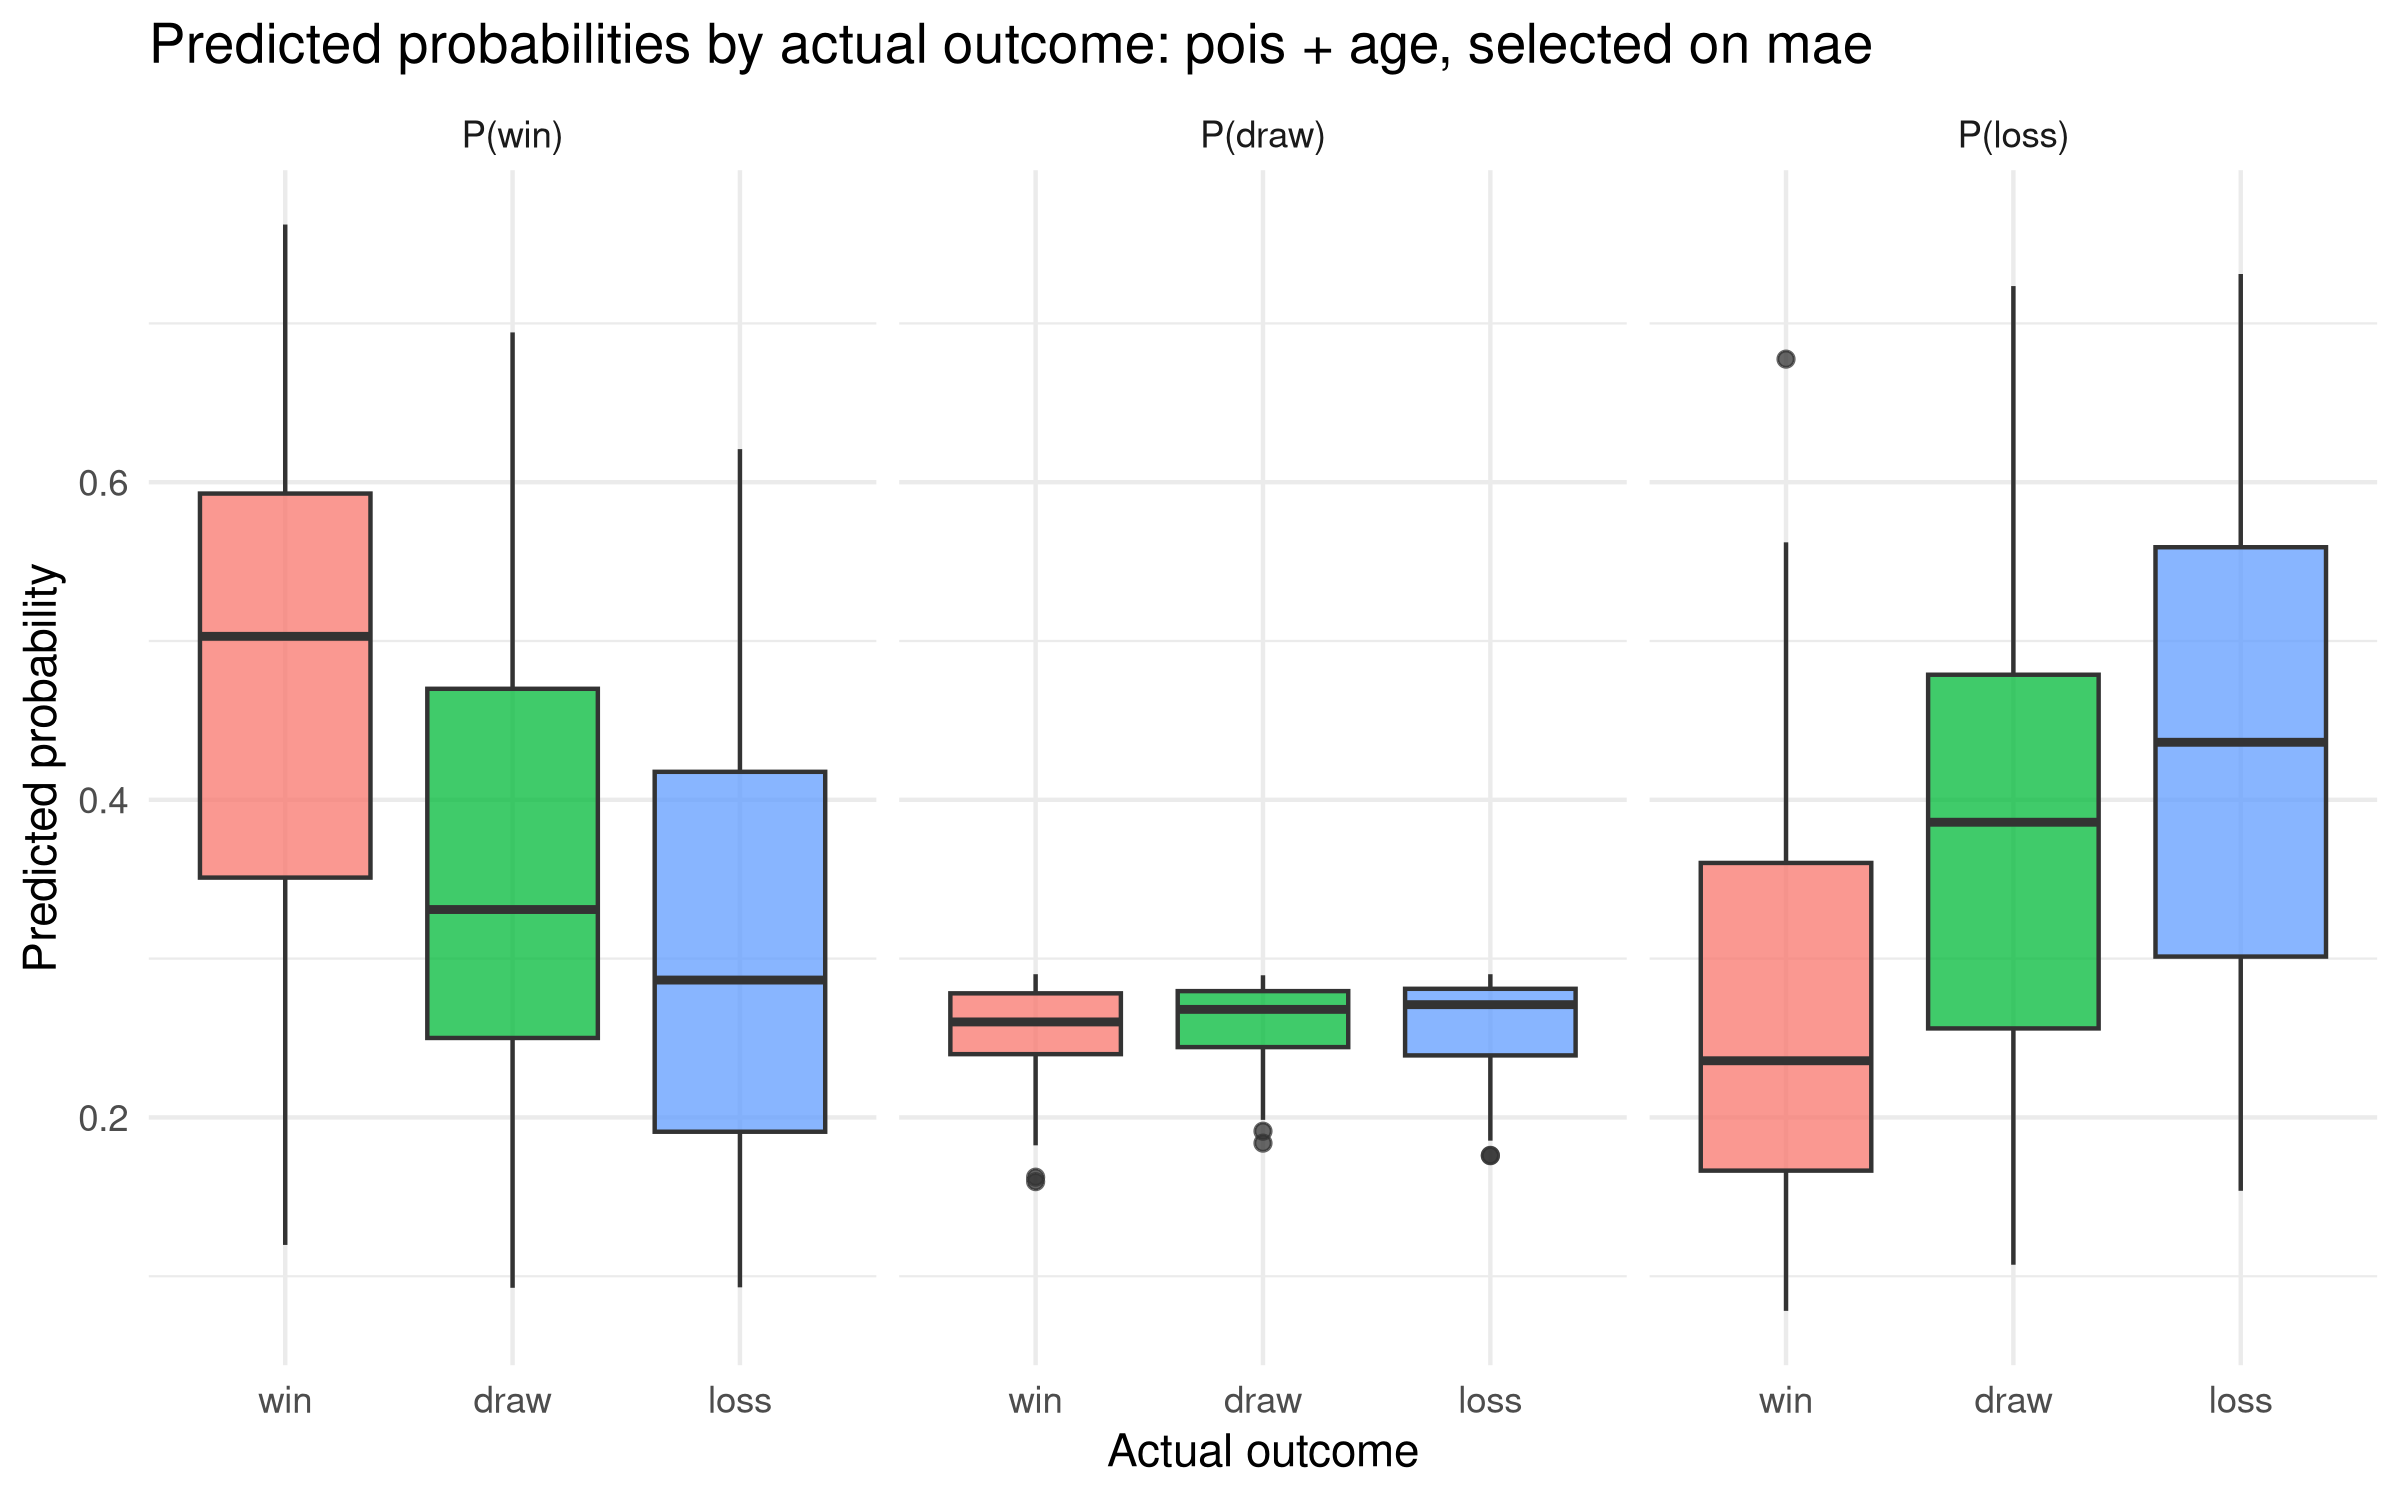 Predicted probabilities by actual outcome: pois + age, selected on mae
P(win)
P(draw)
P(loss)
Predicted probability
0.6
0.4
0.2
win draw loss
win draw loss
win draw loss
Actual outcome